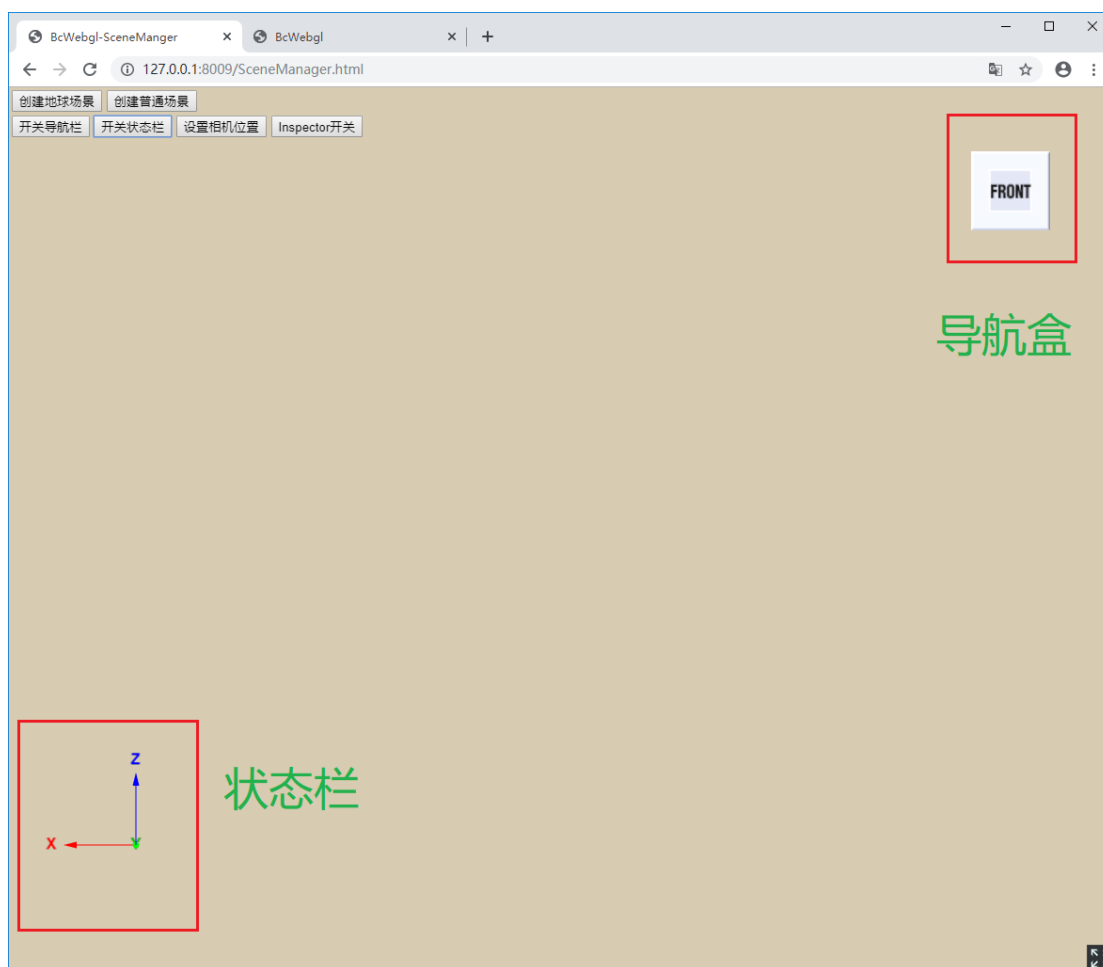 BcWebgl-SceneManger
BcWebgl
127.0.0.1:8009/SceneManager.html
创建地球场景 创建普通场景
开关导航栏 开关状态栏 设置相机位置 Inspector开关
FRONT
导航盒
Z
状态栏
X Y